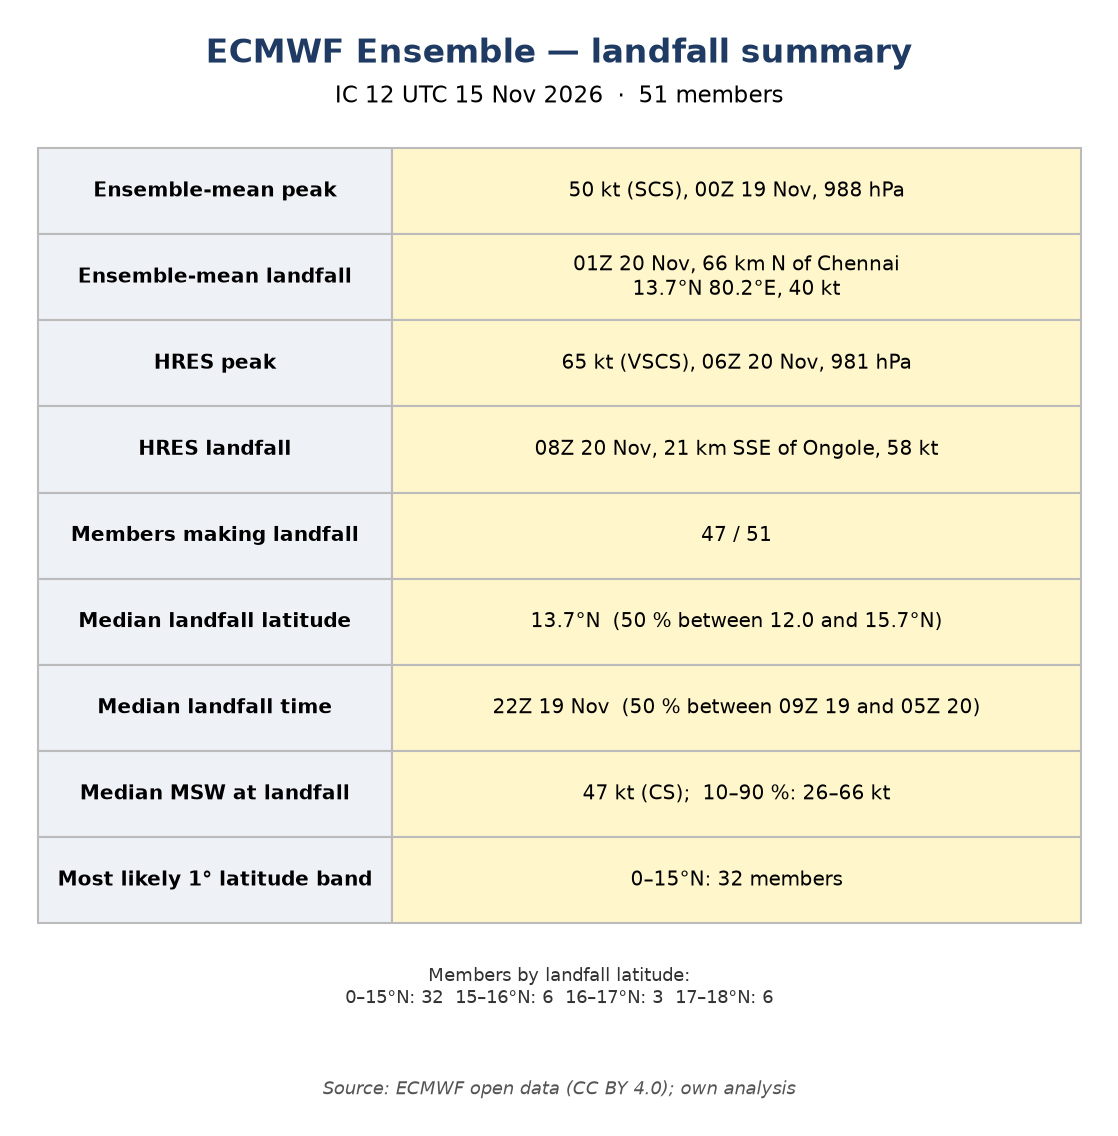 ECMWF Ensemble — landfall summary
IC 12 UTC 15 Nov 2026 · 51 members
Ensemble-mean peak
50 kt (SCS), 00Z 19 Nov, 988 hPa
Ensemble-mean landfall
01Z 20 Nov, 66 km N of Chennai
13.7°N 80.2°E, 40 kt
HRES peak
65 kt (VSCS), 06Z 20 Nov, 981 hPa
HRES landfall
08Z 20 Nov, 21 km SSE of Ongole, 58 kt
Members making landfall
47 / 51
Median landfall latitude
13.7°N (50 % between 12.0 and 15.7°N)
Median landfall time
22Z 19 Nov (50 % between 09Z 19 and 05Z 20)
Median MSW at landfall
47 kt (CS); 10–90 %: 26–66 kt
Most likely 1° latitude band
0–15°N: 32 members
Members by landfall latitude:
0–15°N: 32 15–16°N: 6 16–17°N: 3 17–18°N: 6
Source: ECMWF open data (CC BY 4.0); own analysis